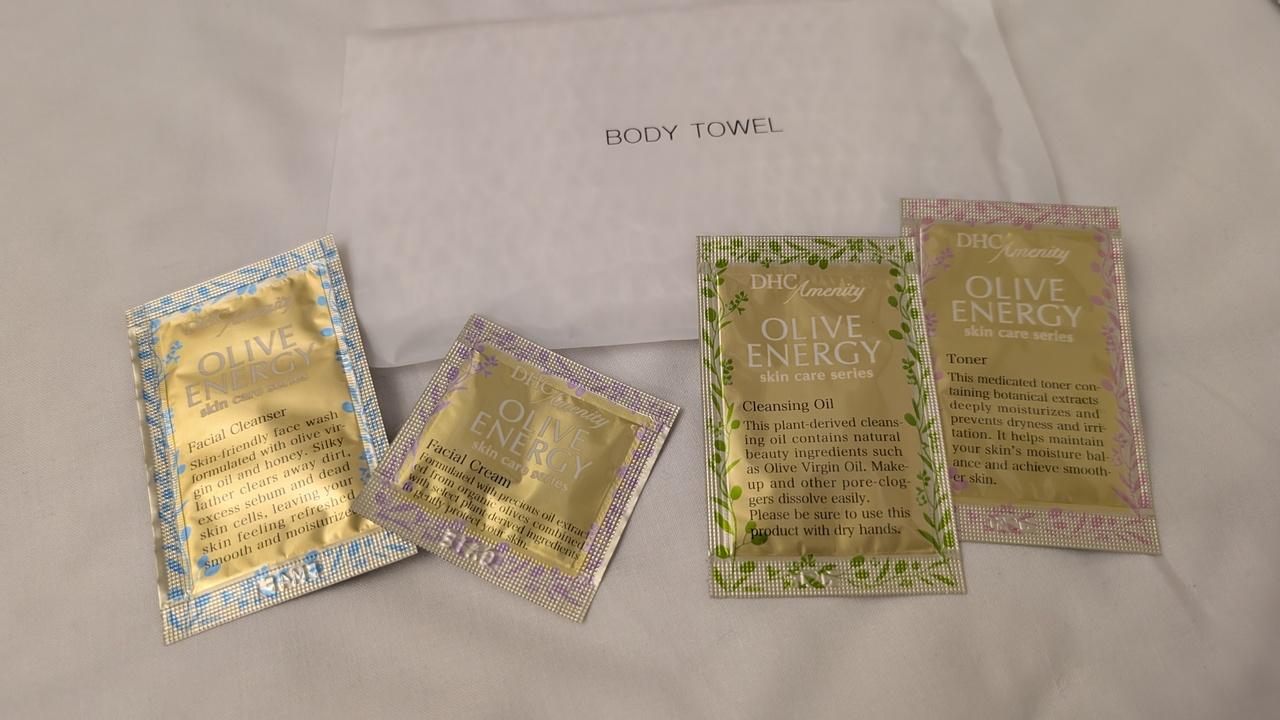 BODY TOWEL
DHC Amenity
OLIVE
ENERGY
skin care series
Facial Cleanser
Skin-friendly face wash
formulated with olive vir-
gin oil and honey. Silky
lather clears away dirt,
excess sebum and dead
skin cells, leaving your
skin feeling refreshed
smooth and moisturized
DHC Amenity
OLIVE
ENERGY
skin care series
Facial Cream
Formulated with precious oil extract
ed from organic olives combined
with select plant-derived ingredients
gently protect your skin.
DHC Amenity
OLIVE
ENERGY
skin care series
Cleansing Oil
This plant-derived cleans-
ing oil contains natural
beauty ingredients such
as Olive Virgin Oil. Make-
up and other pore-clog-
gers dissolve easily.
Please be sure to use this
product with dry hands.
DHC Amenity
OLIVE
ENERGY
skin care series
Toner
This medicated toner con-
taining botanical extracts
deeply moisturizes and
prevents dryness and irri-
tation. It helps maintain
your skin's moisture bal-
ance and achieve smooth-
er skin.